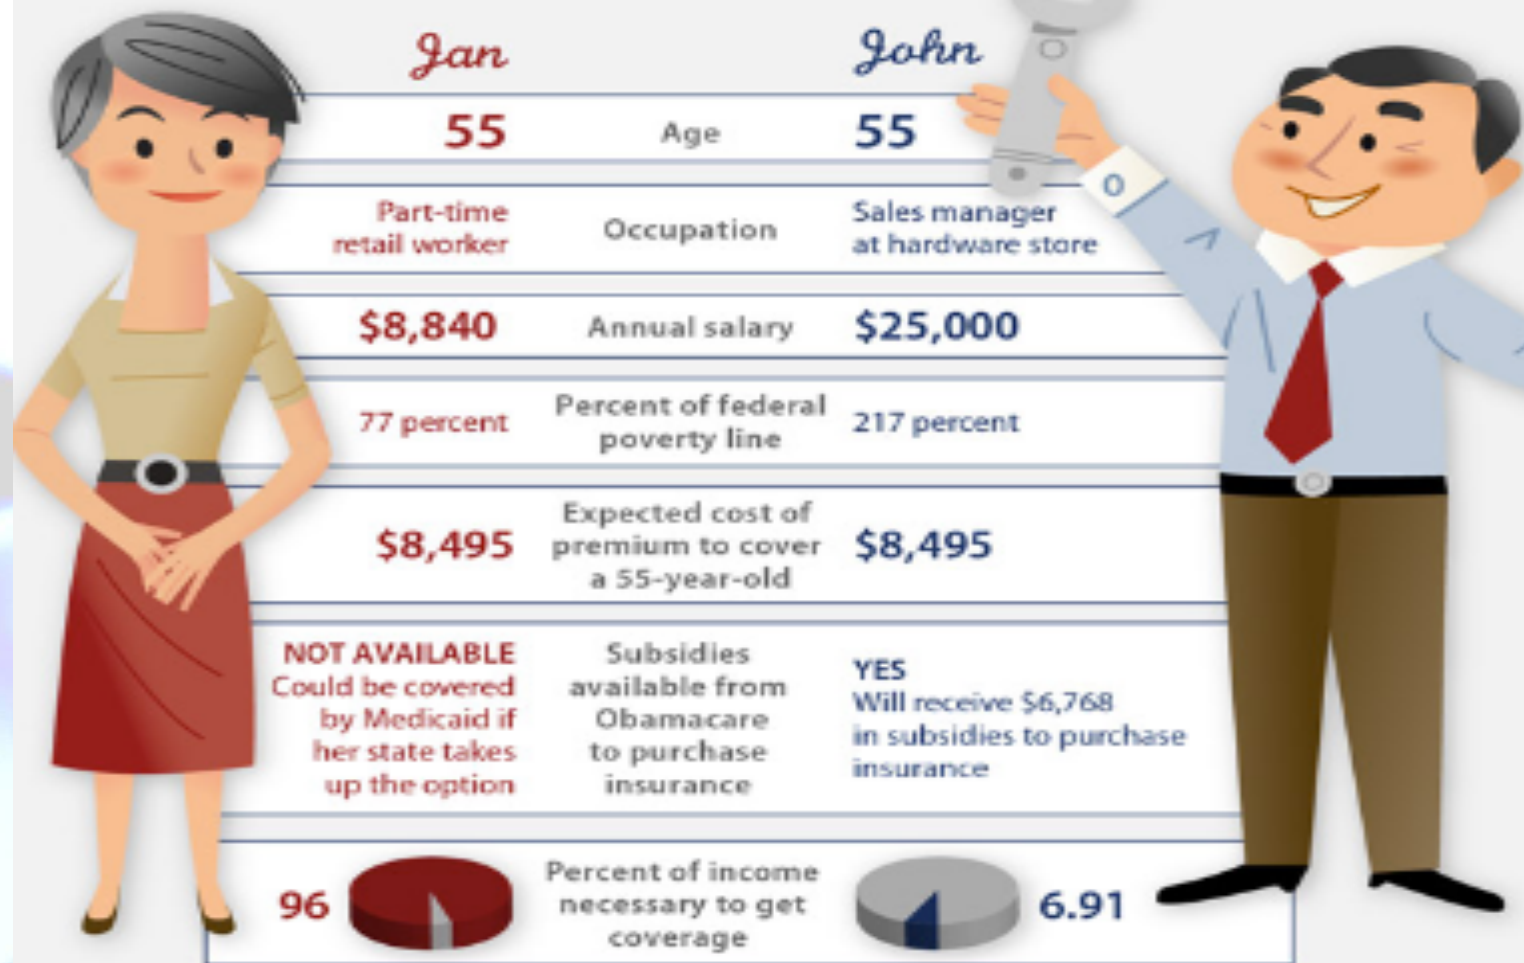 Jan
John
55 Age 55
Part-time
retail worker
Occupation
Sales manager
at hardware store
$8,840 Annual salary $25,000
77 percent
Percent of federal
poverty line
217 percent
$8,495
Expected cost of
premium to cover
a 55-year-old
$8,495
NOT AVAILABLE
Could be covered
by Medicaid if
her state takes
up the option
Subsidies
available from
Obamacare
to purchase
insurance
YES
Will receive $6,768
in subsidies to purchase
insurance
96
Percent of income
necessary to get
coverage
6.91